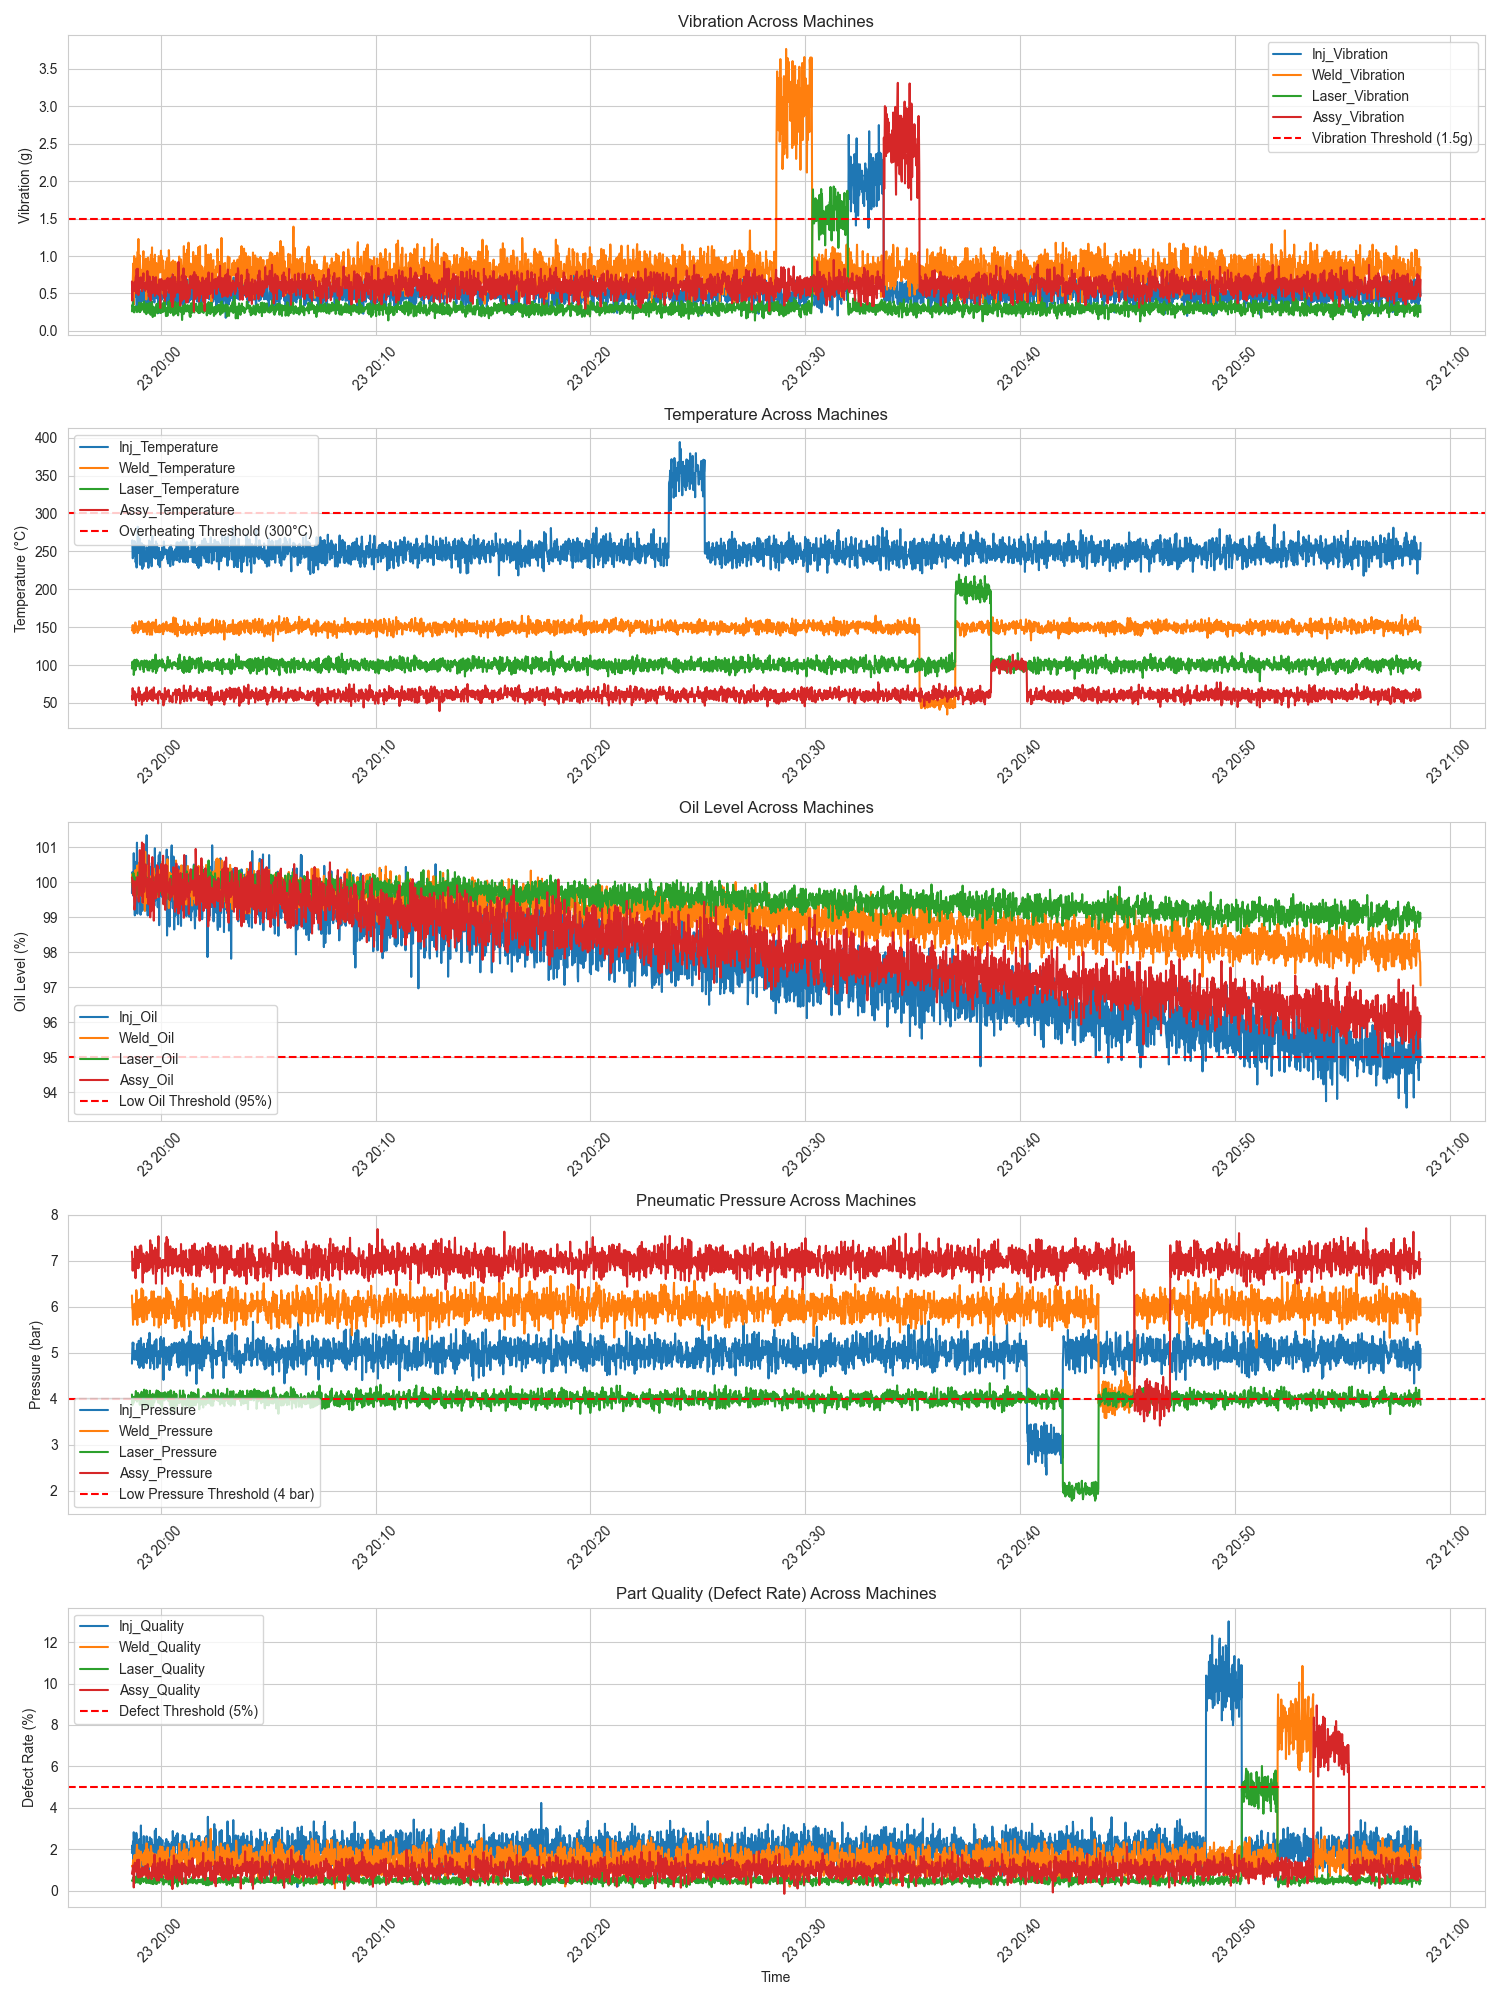 Vibration Across Machines
Vibration (g)
3.5
3.0
2.5
2.0
1.5
1.0
0.5
0.0
Inj_Vibration
Weld_Vibration
Laser_Vibration
Assy_Vibration
Vibration Threshold (1.5g)
23 20:00
23 20:10
23 20:20
23 20:30
23 20:40
23 20:50
23 21:00
Temperature Across Machines
Temperature (°C)
400
350
300
250
200
150
100
50
Inj_Temperature
Weld_Temperature
Laser_Temperature
Assy_Temperature
Overheating Threshold (300°C)
23 20:00
23 20:10
23 20:20
23 20:30
23 20:40
23 20:50
23 21:00
Oil Level Across Machines
Oil Level (%)
101
100
99
98
97
96
95
94
Inj_Oil
Weld_Oil
Laser_Oil
Assy_Oil
Low Oil Threshold (95%)
23 20:00
23 20:10
23 20:20
23 20:30
23 20:40
23 20:50
23 21:00
Pneumatic Pressure Across Machines
Pressure (bar)
8
7
6
5
4
3
2
Inj_Pressure
Weld_Pressure
Laser_Pressure
Assy_Pressure
Low Pressure Threshold (4 bar)
23 20:00
23 20:10
23 20:20
23 20:30
23 20:40
23 20:50
23 21:00
Part Quality (Defect Rate) Across Machines
Defect Rate (%)
12
10
8
6
4
2
0
Inj_Quality
Weld_Quality
Laser_Quality
Assy_Quality
Defect Threshold (5%)
23 20:00
23 20:10
23 20:20
23 20:30
23 20:40
23 20:50
23 21:00
Time